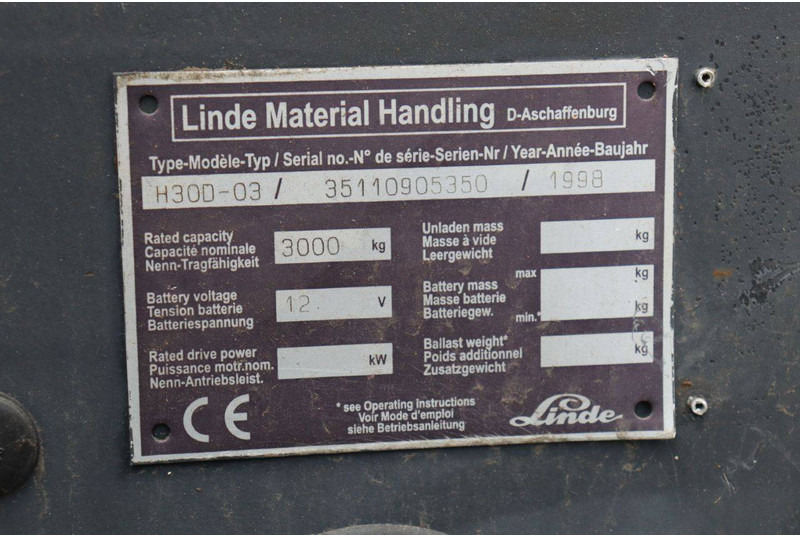 Linde Material Handling D-Aschaffenburg
Type-Modèle-Typ / Serial no.-N° de série-Serien-Nr / Year-Année-Baujahr
H30D-03 / 35110905350 / 1998
Rated capacity
Capacité nominale
Nenn-Tragfähigkeit
3000 kg
Unladen mass
Masse à vide
Leergewicht
kg
Battery voltage
Tension batterie
Batteriespannung
12. V
Battery mass
Masse batterie
Batteriegew.
max kg
min.* kg
Rated drive power
Puissance motr.nom.
Nenn-Antriebsleist.
kW
Ballast weight*
Poids additionnel
Zusatzgewicht
kg
CE
* see Operating instructions
Voir Mode d'emploi
siehe Betriebsanleitung
Linde